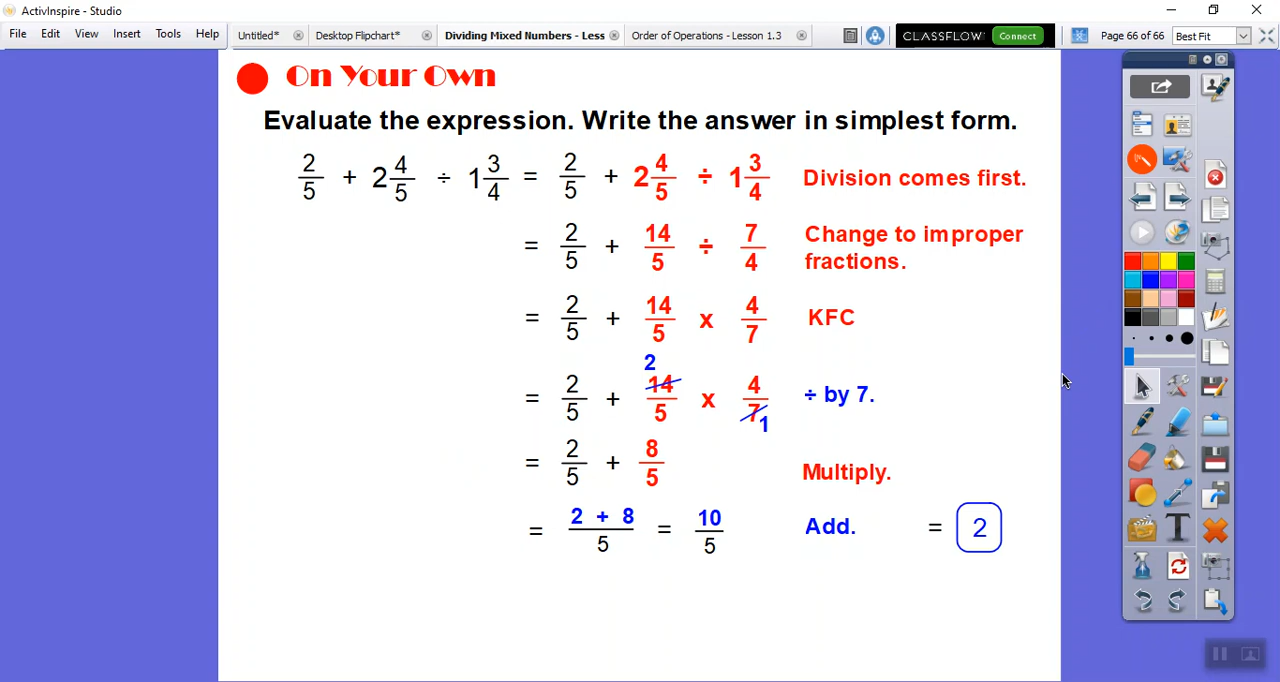 ActivInspire - Studio
File Edit View Insert Tools Help
Untitled* Desktop Flipchart* Dividing Mixed Numbers - Less Order of Operations - Lesson 1.3 CLASSFLOW Connect Page 66 of 66 Best Fit
On Your Own
Evaluate the expression. Write the answer in simplest form.
2/5 + 2 4/5 ÷ 1 3/4 = 2/5 + 2 4/5 ÷ 1 3/4 Division comes first.
= 2/5 + 14/5 ÷ 7/4 Change to improper
fractions.
= 2/5 + 14/5 x 4/7 KFC
2
= 2/5 + 14/5 x 4/7 ÷ by 7.
1
= 2/5 + 8/5 Multiply.
= 2 + 8/5 = 10/5 Add. = 2